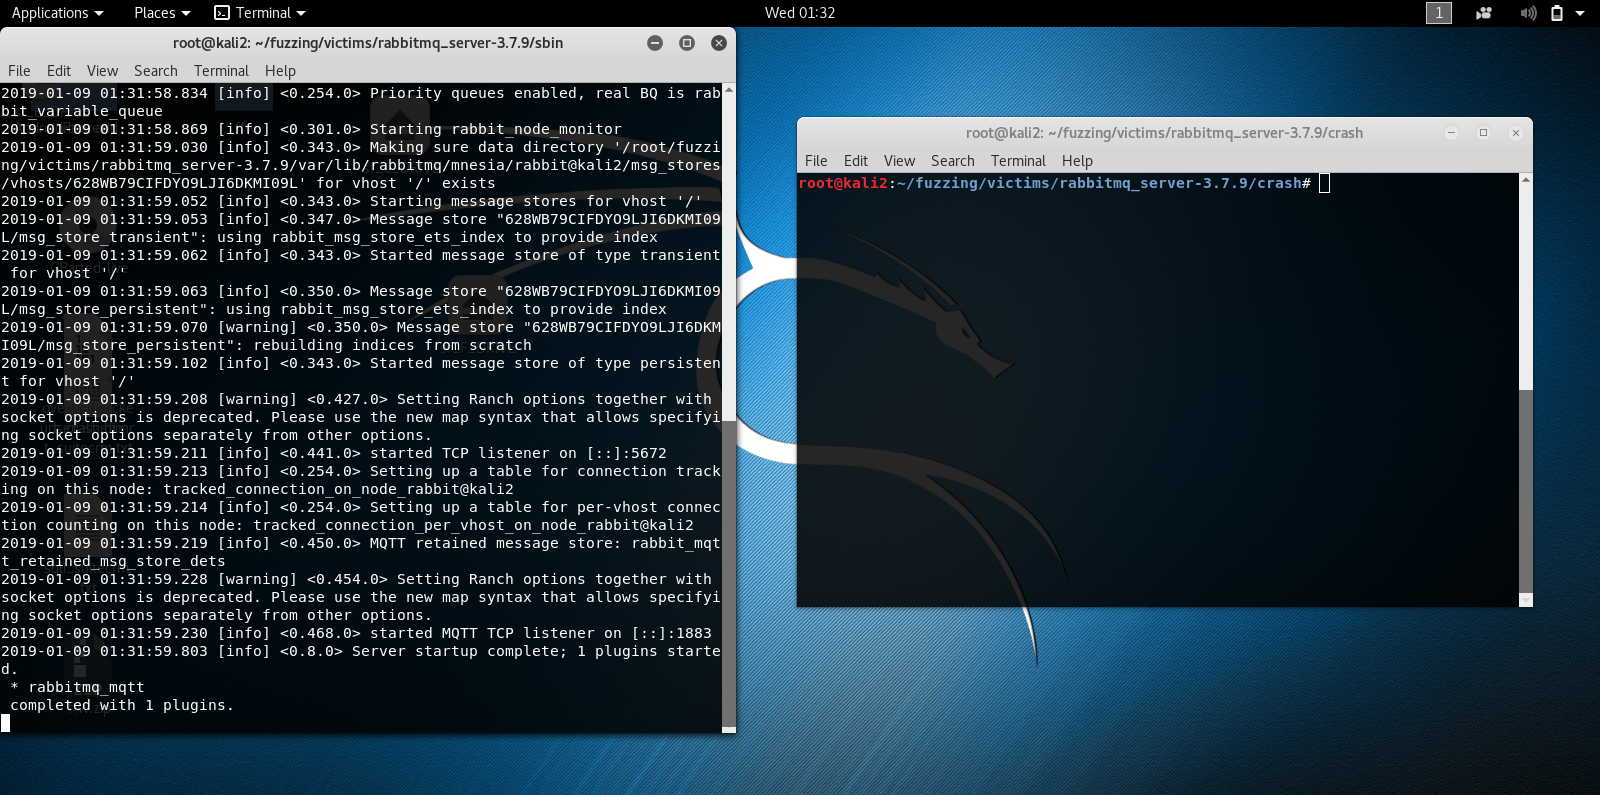 Applications Places Terminal Wed 01:32 1
root@kali2: ~/fuzzing/victims/rabbitmq_server-3.7.9/sbin
File Edit View Search Terminal Help
2019-01-09 01:31:58.834 [info] <0.254.0> Priority queues enabled, real BQ is rab
bit_variable_queue
2019-01-09 01:31:58.869 [info] <0.301.0> Starting rabbit_node_monitor
2019-01-09 01:31:59.030 [info] <0.343.0> Making sure data directory '/root/fuzzi
ng/victims/rabbitmq_server-3.7.9/var/lib/rabbitmq/mnesia/rabbit@kali2/msg_stores
/vhosts/628WB79CIFDYO9LJI6DKMI09L' for vhost '/' exists
2019-01-09 01:31:59.052 [info] <0.343.0> Starting message stores for vhost '/'
2019-01-09 01:31:59.053 [info] <0.347.0> Message store "628WB79CIFDYO9LJI6DKMI09
L/msg_store_transient": using rabbit_msg_store_ets_index to provide index
2019-01-09 01:31:59.062 [info] <0.343.0> Started message store of type transient
 for vhost '/'
2019-01-09 01:31:59.063 [info] <0.350.0> Message store "628WB79CIFDYO9LJI6DKMI09
L/msg_store_persistent": using rabbit_msg_store_ets_index to provide index
2019-01-09 01:31:59.070 [warning] <0.350.0> Message store "628WB79CIFDYO9LJI6DKM
I09L/msg_store_persistent": rebuilding indices from scratch
2019-01-09 01:31:59.102 [info] <0.343.0> Started message store of type persisten
t for vhost '/'
2019-01-09 01:31:59.208 [warning] <0.427.0> Setting Ranch options together with
socket options is deprecated. Please use the new map syntax that allows specifyi
ng socket options separately from other options.
2019-01-09 01:31:59.211 [info] <0.441.0> started TCP listener on [::]:5672
2019-01-09 01:31:59.213 [info] <0.254.0> Setting up a table for connection track
ing on this node: tracked_connection_on_node_rabbit@kali2
2019-01-09 01:31:59.214 [info] <0.254.0> Setting up a table for per-vhost connec
tion counting on this node: tracked_connection_per_vhost_on_node_rabbit@kali2
2019-01-09 01:31:59.219 [info] <0.450.0> MQTT retained message store: rabbit_mqt
t_retained_msg_store_dets
2019-01-09 01:31:59.228 [warning] <0.454.0> Setting Ranch options together with
socket options is deprecated. Please use the new map syntax that allows specifyi
ng socket options separately from other options.
2019-01-09 01:31:59.230 [info] <0.468.0> started MQTT TCP listener on [::]:1883
2019-01-09 01:31:59.803 [info] <0.8.0> Server startup complete; 1 plugins starte
d.
 * rabbitmq_mqtt
 completed with 1 plugins.
root@kali2: ~/fuzzing/victims/rabbitmq_server-3.7.9/crash
File Edit View Search Terminal Help
root@kali2:~/fuzzing/victims/rabbitmq_server-3.7.9/crash#